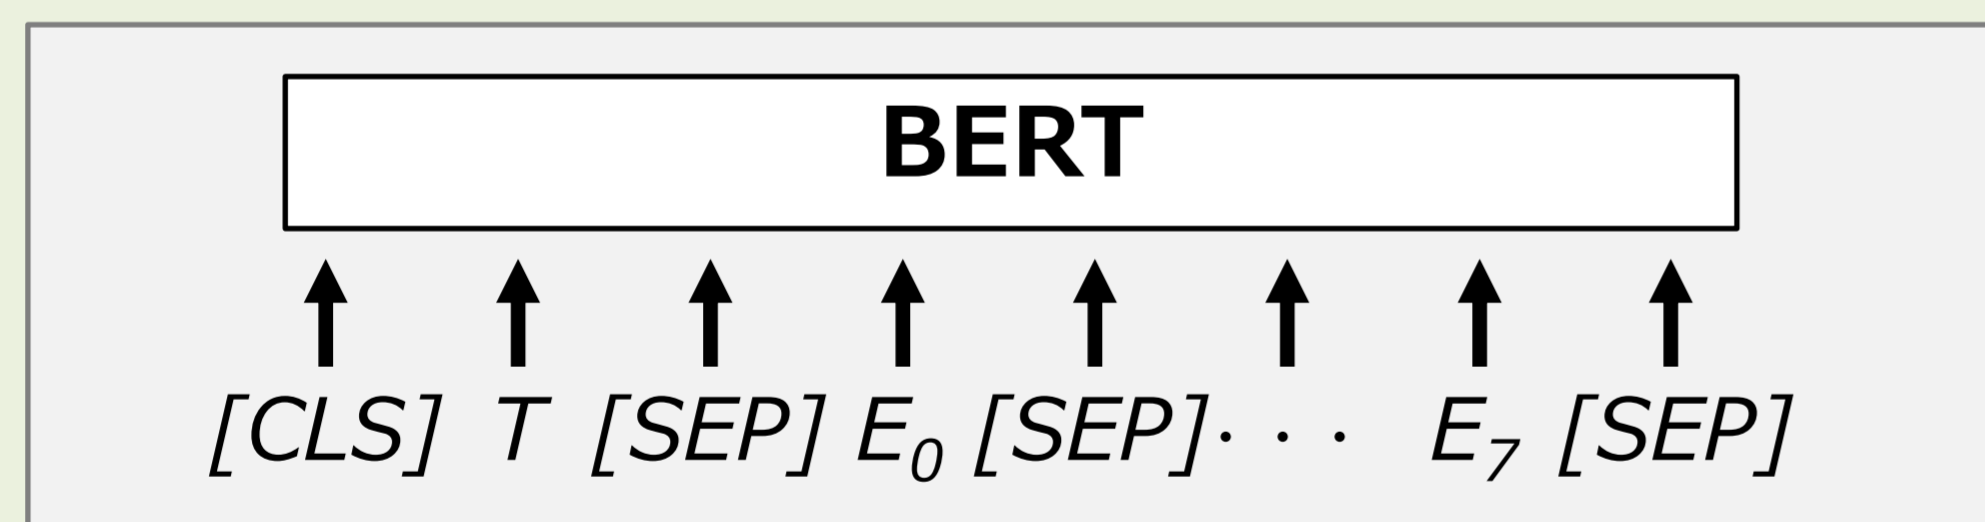 BERT
[CLS] T [SEP] E₀ [SEP] · · · E₇ [SEP]